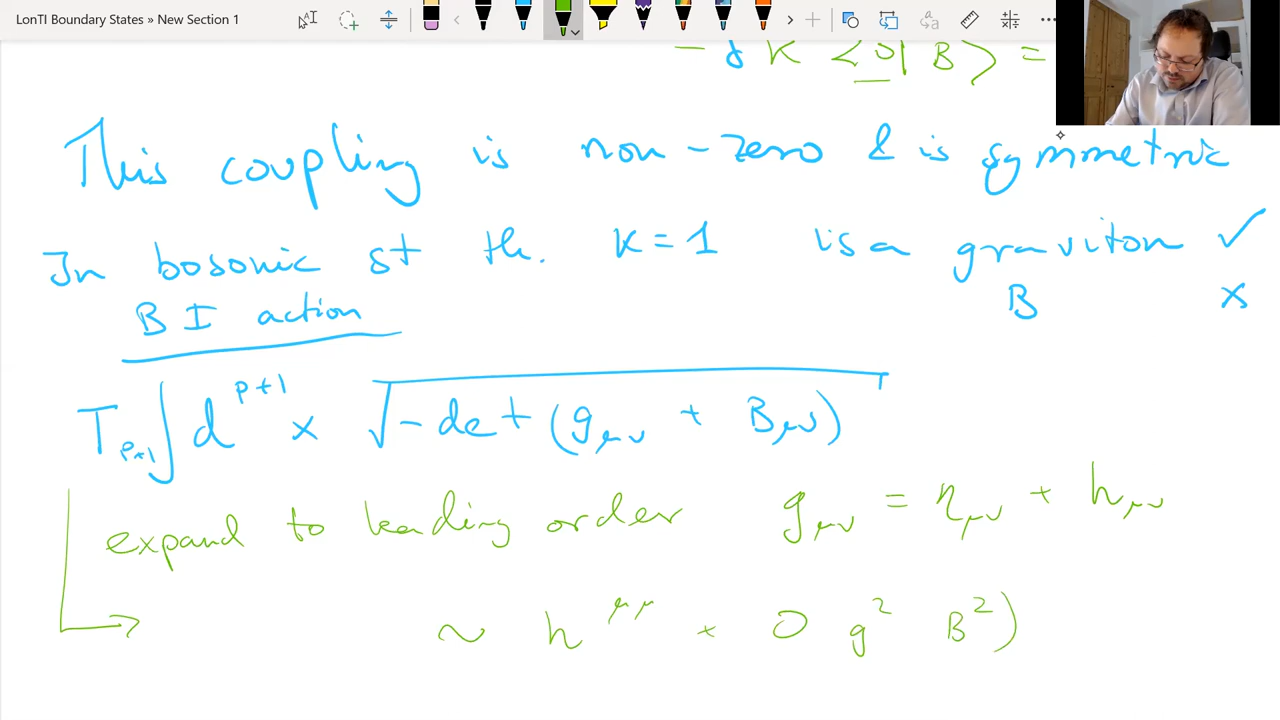 LonTI Boundary States » New Section 1
- γ K <0|B> =
This coupling is non-zero & is symmetric
In bosonic st th. K=1 is a graviton ✓
B x
BI action
T_{p+1} ∫ d^{p+1} x √-det (g_{μν} + B_{μν})
expand to leading order g_{μν} = η_{μν} + h_{μν}
~ h^{μμ} + O g² B²)